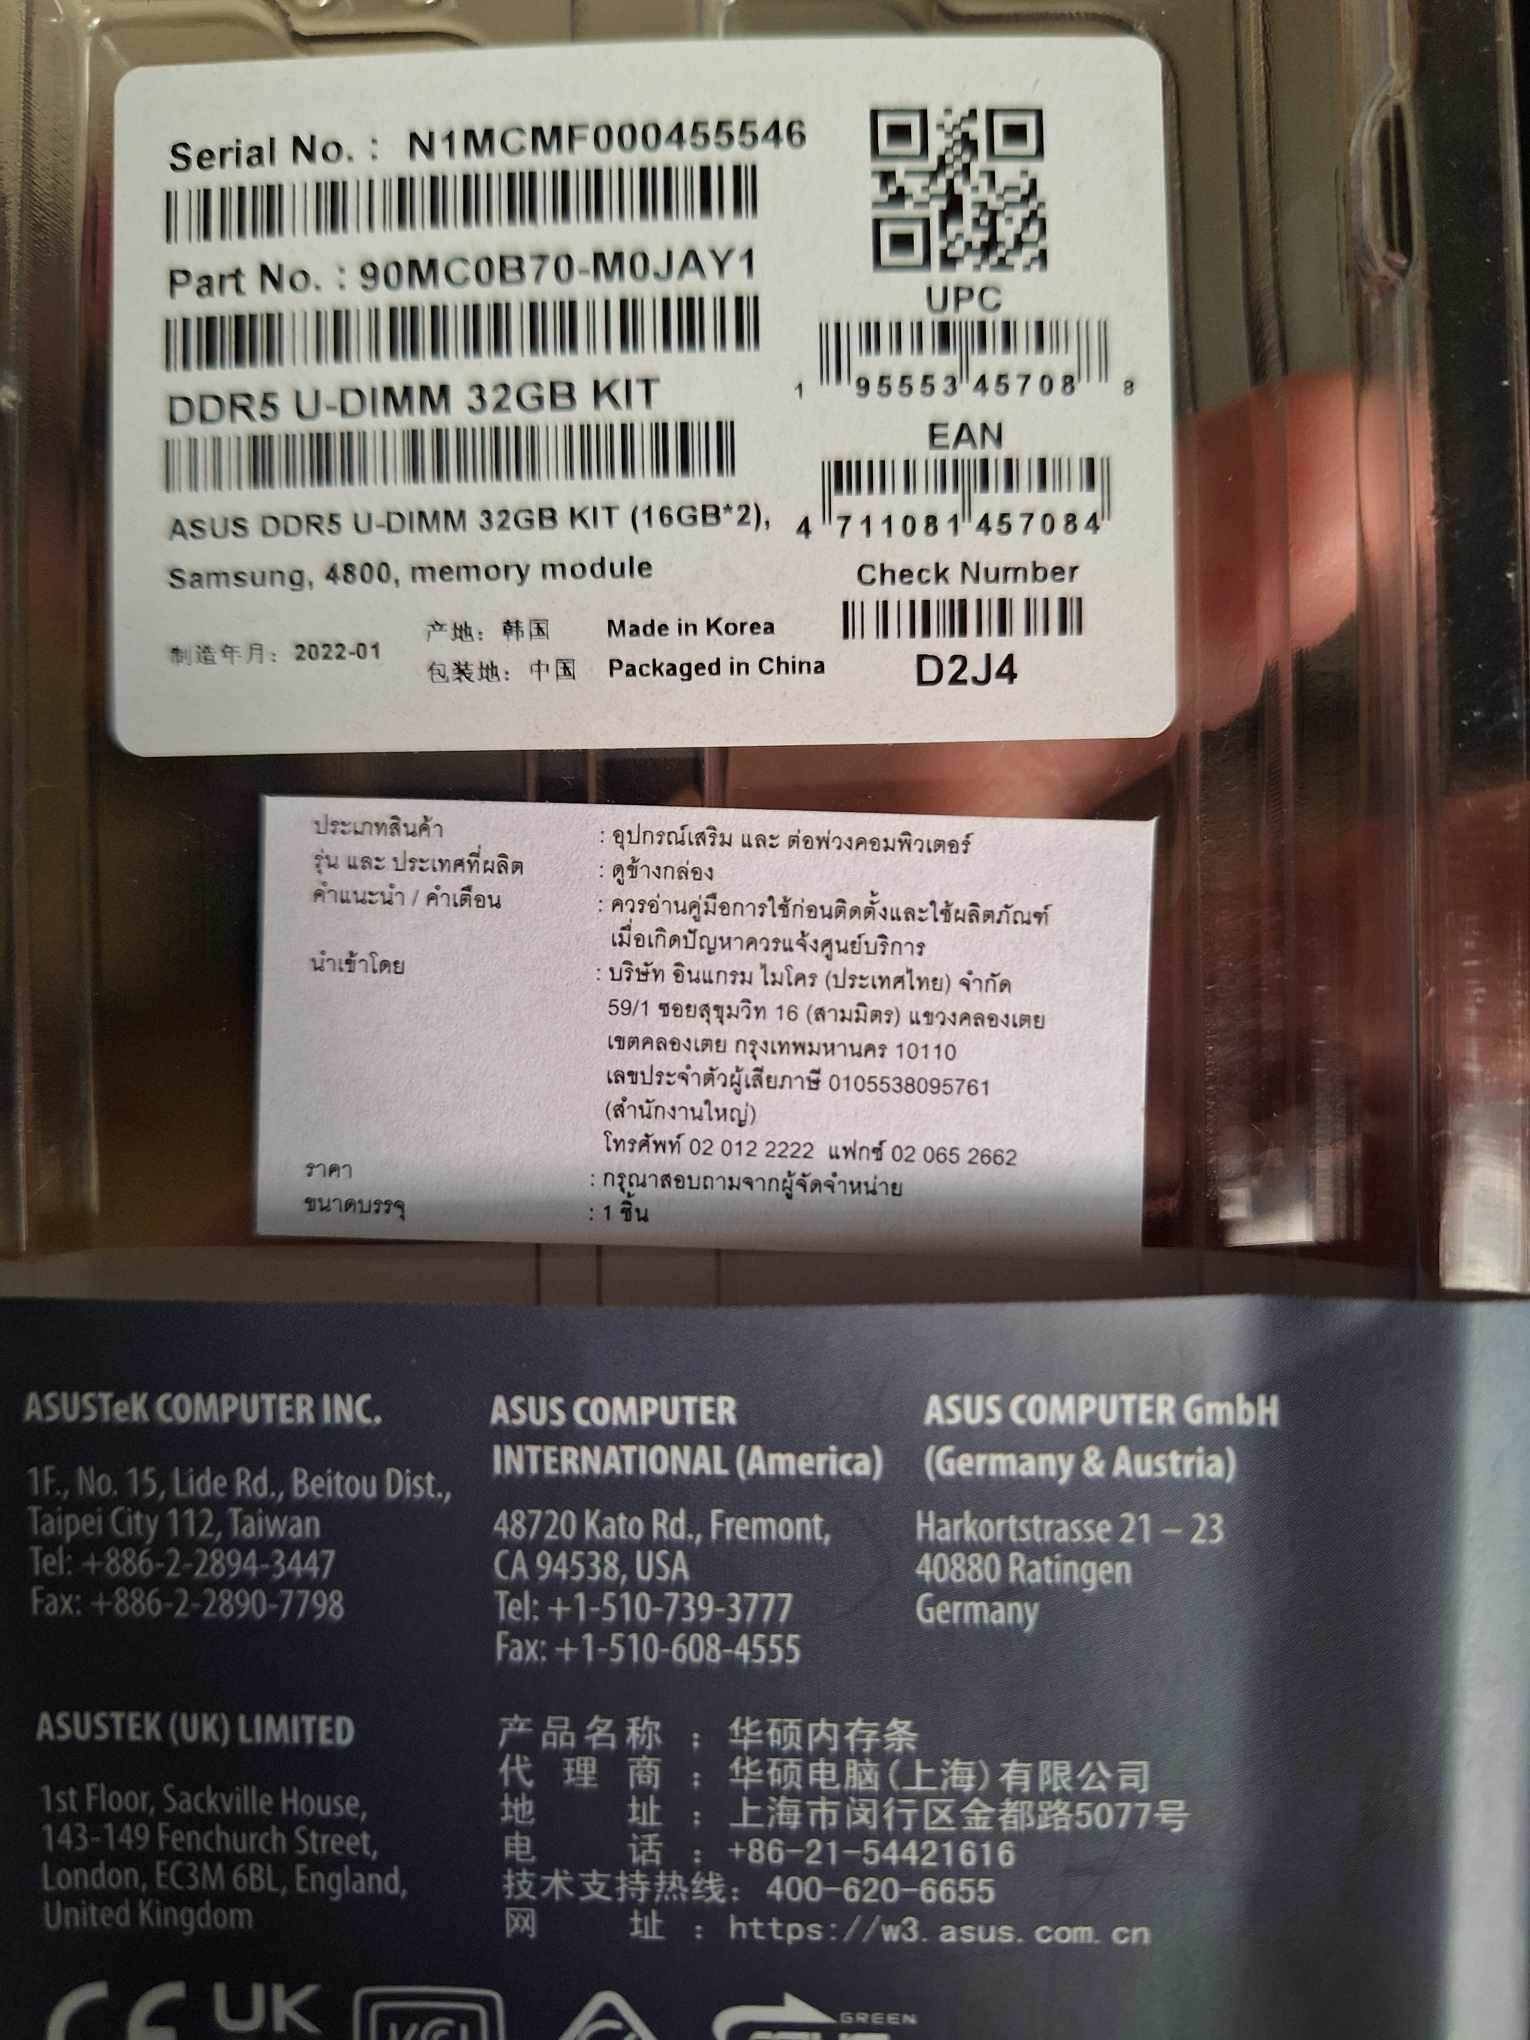 Serial No. : N1MCMF000455546
Part No. : 90MC0B70-M0JAY1
DDR5 U-DIMM 32GB KIT
ASUS DDR5 U-DIMM 32GB KIT (16GB*2),
Samsung, 4800, memory module
制造年月：2022-01
产地：韩国 Made in Korea
包装地：中国 Packaged in China
UPC
1 95553 45708 8
EAN
4 711081 457084
Check Number
D2J4
ประเภทสินค้า : อุปกรณ์เสริม และ ต่อพ่วงคอมพิวเตอร์
รุ่น และ ประเทศที่ผลิต : ดูข้างกล่อง
คำแนะนำ / คำเตือน : ควรอ่านคู่มือการใช้ก่อนติดตั้งและใช้ผลิตภัณฑ์
เมื่อเกิดปัญหาควรแจ้งศูนย์บริการ
นำเข้าโดย : บริษัท อินแกรม ไมโคร (ประเทศไทย) จำกัด
59/1 ซอยสุขุมวิท 16 (สามมิตร) แขวงคลองเตย
เขตคลองเตย กรุงเทพมหานคร 10110
เลขประจำตัวผู้เสียภาษี 0105538095761
(สำนักงานใหญ่)
โทรศัพท์ 02 012 2222 แฟกซ์ 02 065 2662
ราคา : กรุณาสอบถามจากผู้จัดจำหน่าย
ขนาดบรรจุ : 1 ชิ้น
ASUSTeK COMPUTER INC.
1F., No. 15, Lide Rd., Beitou Dist.,
Taipei City 112, Taiwan
Tel: +886-2-2894-3447
Fax: +886-2-2890-7798
ASUS COMPUTER
INTERNATIONAL (America)
48720 Kato Rd., Fremont,
CA 94538, USA
Tel: +1-510-739-3777
Fax: +1-510-608-4555
ASUS COMPUTER GmbH
(Germany & Austria)
Harkortstrasse 21 – 23
40880 Ratingen
Germany
ASUSTEK (UK) LIMITED
1st Floor, Sackville House,
143-149 Fenchurch Street,
London, EC3M 6BL, England,
United Kingdom
产品名称 ：华硕内存条
代理商 ：华硕电脑(上海)有限公司
地址 ：上海市闵行区金都路5077号
电话 ：+86-21-54421616
技术支持热线：400-620-6655
网址 ：https://w3.asus.com.cn
CE UK
GREEN